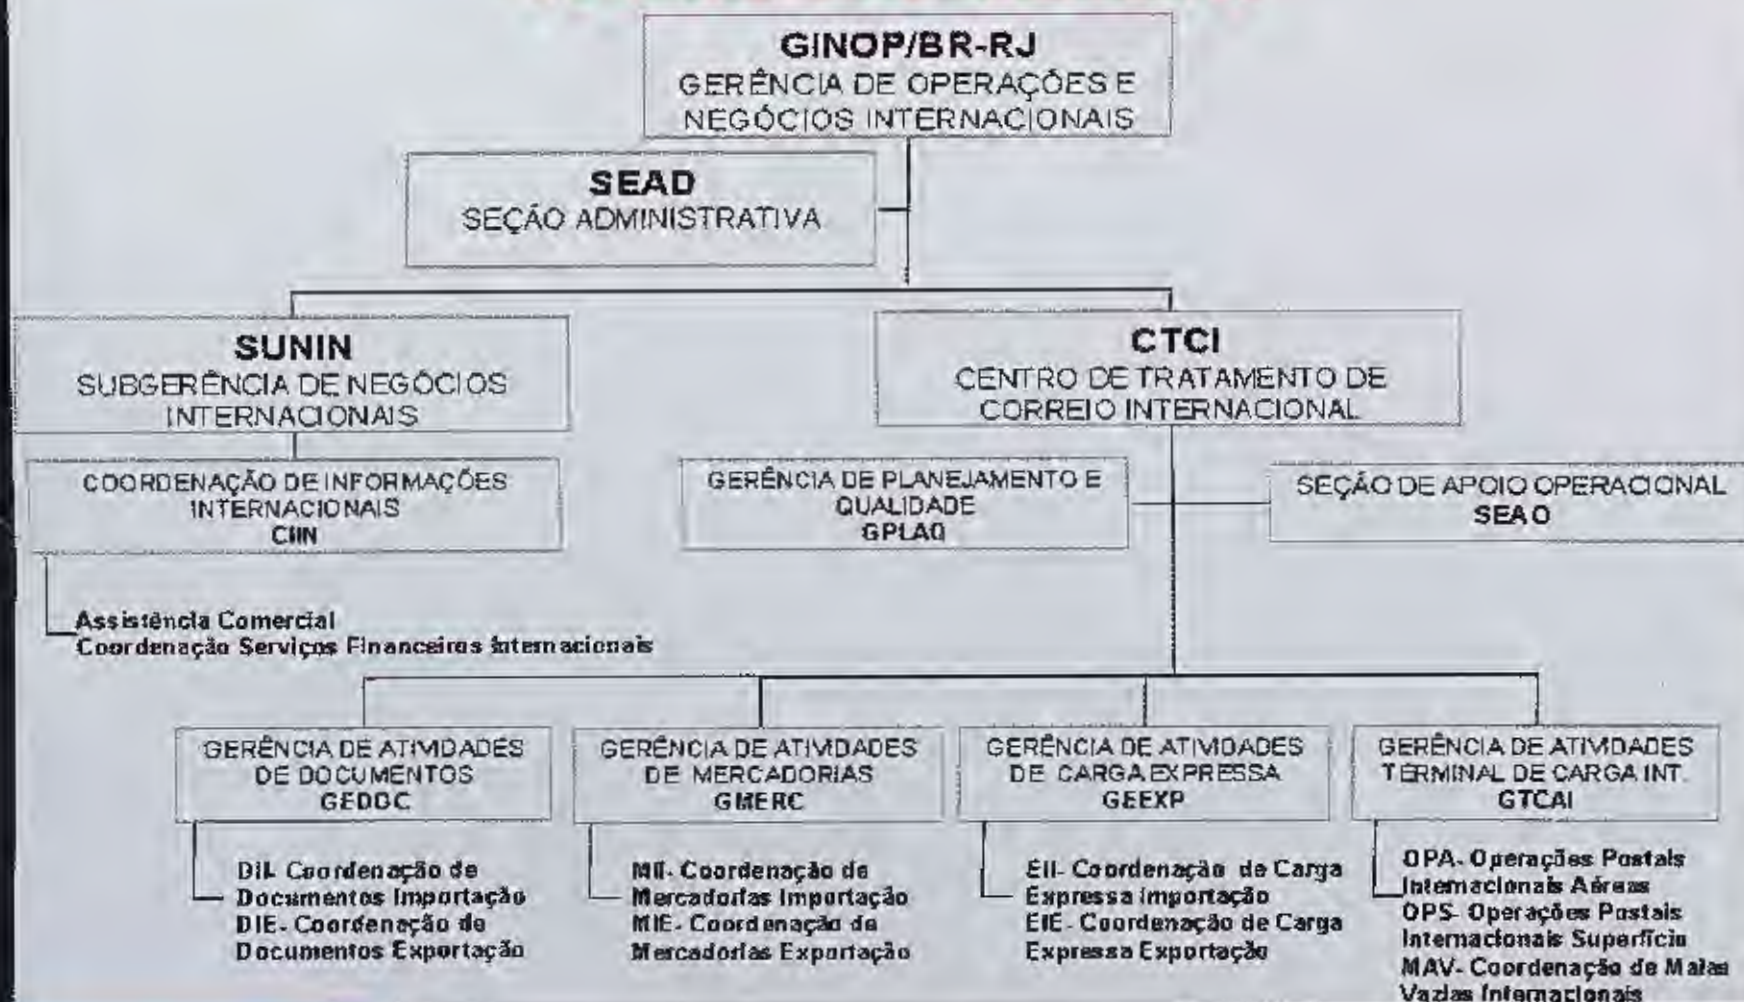 GINOP/BR-RJ
GERÊNCIA DE OPERAÇÕES E
NEGÓCIOS INTERNACIONAIS
SEAD
SEÇÃO ADMINISTRATIVA
SUNIN
SUBGERÊNCIA DE NEGÓCIOS
INTERNACIONAIS
CTCI
CENTRO DE TRATAMENTO DE
CORREIO INTERNACIONAL
COORDENAÇÃO DE INFORMAÇÕES
INTERNACIONAIS
CIIN
GERÊNCIA DE PLANEJAMENTO E
QUALIDADE
GPLAQ
SEÇÃO DE APOIO OPERACIONAL
SEAO
Assistência Comercial
Coordenação Serviços Financeiros Internacionais
GERÊNCIA DE ATIVIDADES
DE DOCUMENTOS
GEDOC
GERÊNCIA DE ATIVIDADES
DE MERCADORIAS
GMERC
GERÊNCIA DE ATIVIDADES
DE CARGA EXPRESSA
GEEXP
GERÊNCIA DE ATIVIDADES
TERMINAL DE CARGA INT.
GTCAI
DII- Coordenação de
Documentos Importação
DIE- Coordenação de
Documentos Exportação
MII- Coordenação de
Mercadorias Importação
MIE- Coordenação de
Mercadorias Exportação
EII- Coordenação de Carga
Expressa Importação
EIE- Coordenação de Carga
Expressa Exportação
OPA- Operações Postais
Internacionais Aéreas
OPS- Operações Postais
Internacionais Superfície
MAV- Coordenação de Malas
Vazias Internacionais